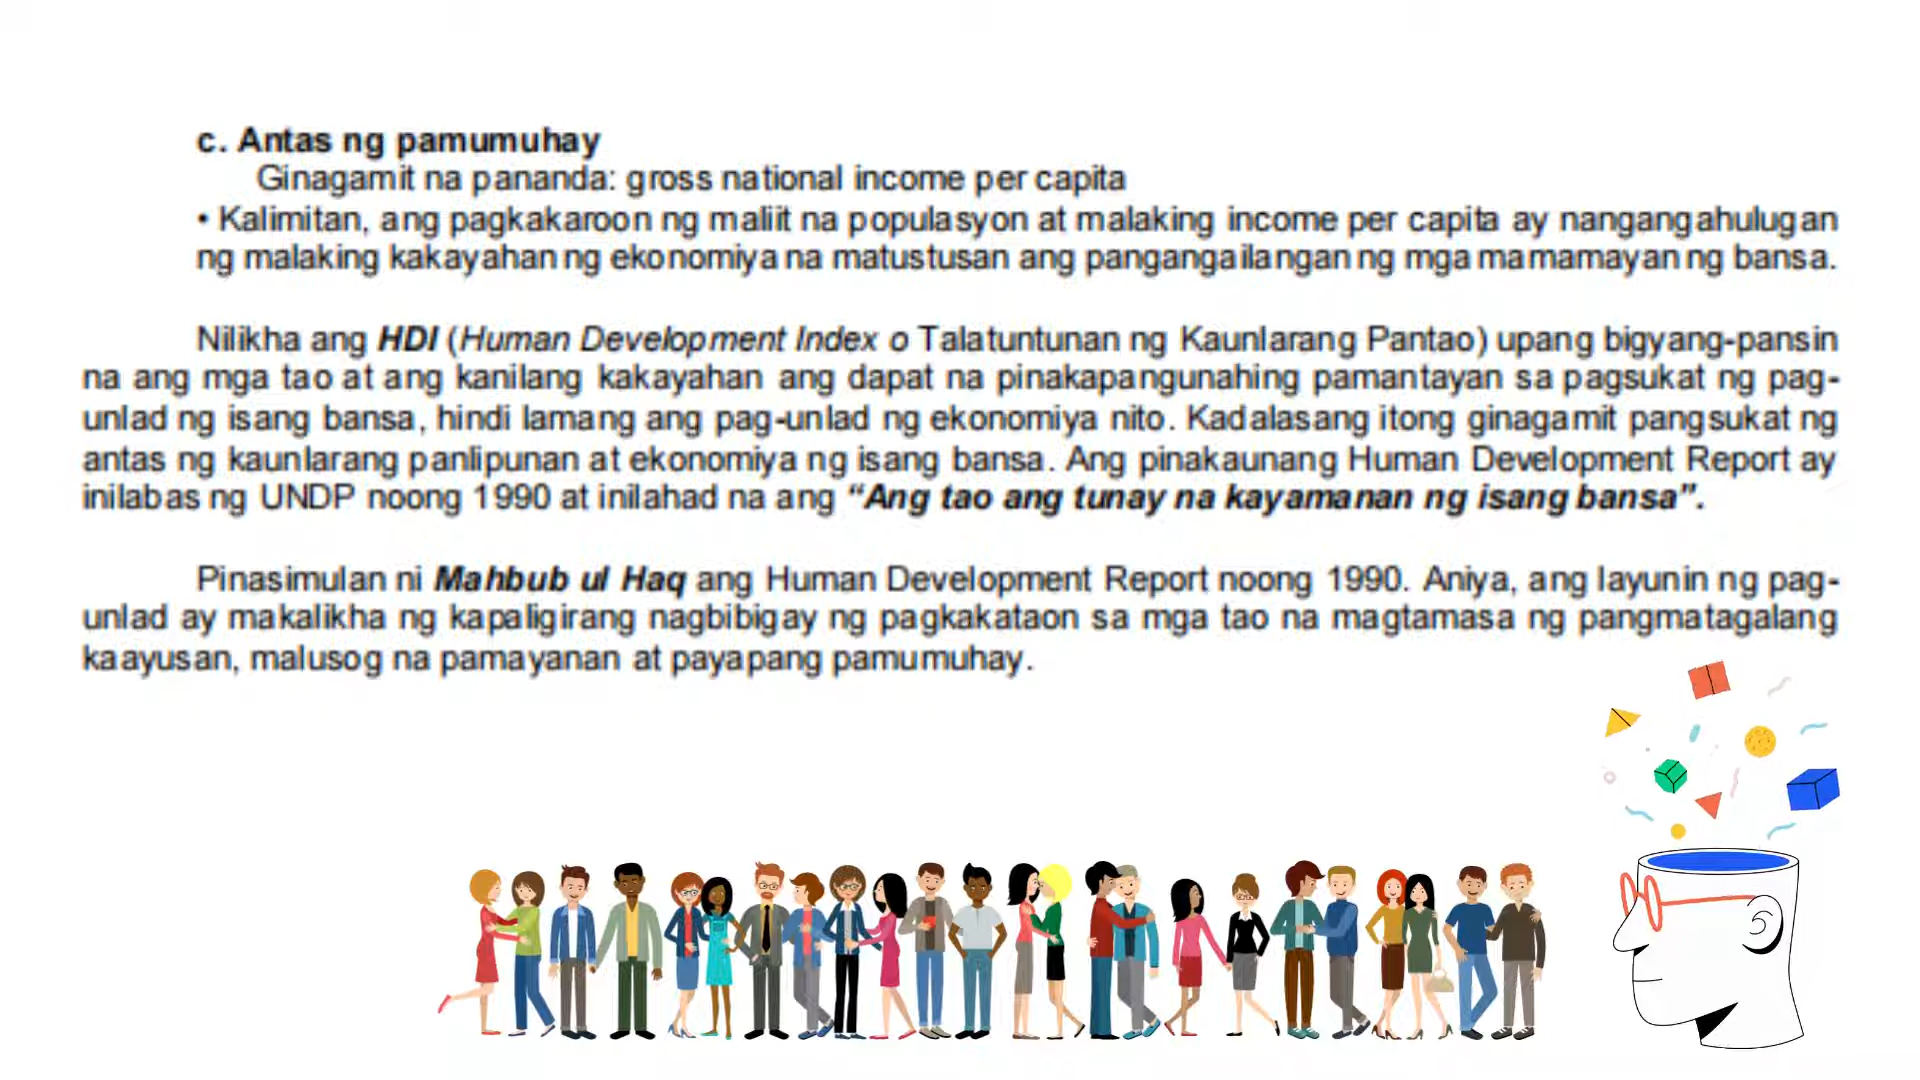 c. Antas ng pamumuhay
Ginagamit na pananda: gross national income per capita
• Kalimitan, ang pagkakaroon ng maliit na populasyon at malaking income per capita ay nangangahulugan
ng malaking kakayahan ng ekonomiya na matustusan ang pangangailangan ng mga mamamayan ng bansa.
Nilikha ang HDI (Human Development Index o Talatuntunan ng Kaunlarang Pantao) upang bigyang-pansin
na ang mga tao at ang kanilang kakayahan ang dapat na pinakapangunahing pamantayan sa pagsukat ng pag-
unlad ng isang bansa, hindi lamang ang pag-unlad ng ekonomiya nito. Kadalasang itong ginagamit pangsukat ng
antas ng kaunlarang panlipunan at ekonomiya ng isang bansa. Ang pinakaunang Human Development Report ay
inilabas ng UNDP noong 1990 at inilahad na ang “Ang tao ang tunay na kayamanan ng isang bansa”.
Pinasimulan ni Mahbub ul Haq ang Human Development Report noong 1990. Aniya, ang layunin ng pag-
unlad ay makalikha ng kapaligirang nagbibigay ng pagkakataon sa mga tao na magtamasa ng pangmatagalang
kaayusan, malusog na pamayanan at payapang pamumuhay.